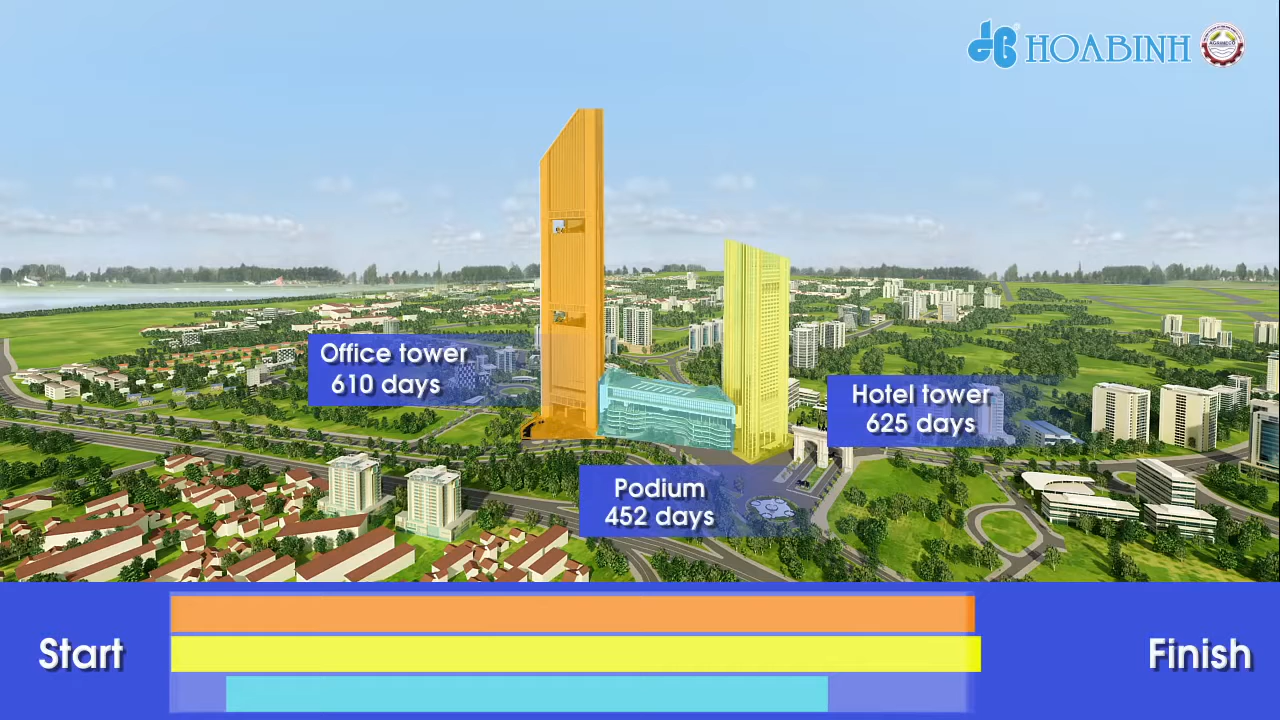 HOABINH
Office tower
610 days
Hotel tower
625 days
Podium
452 days
Start
Finish